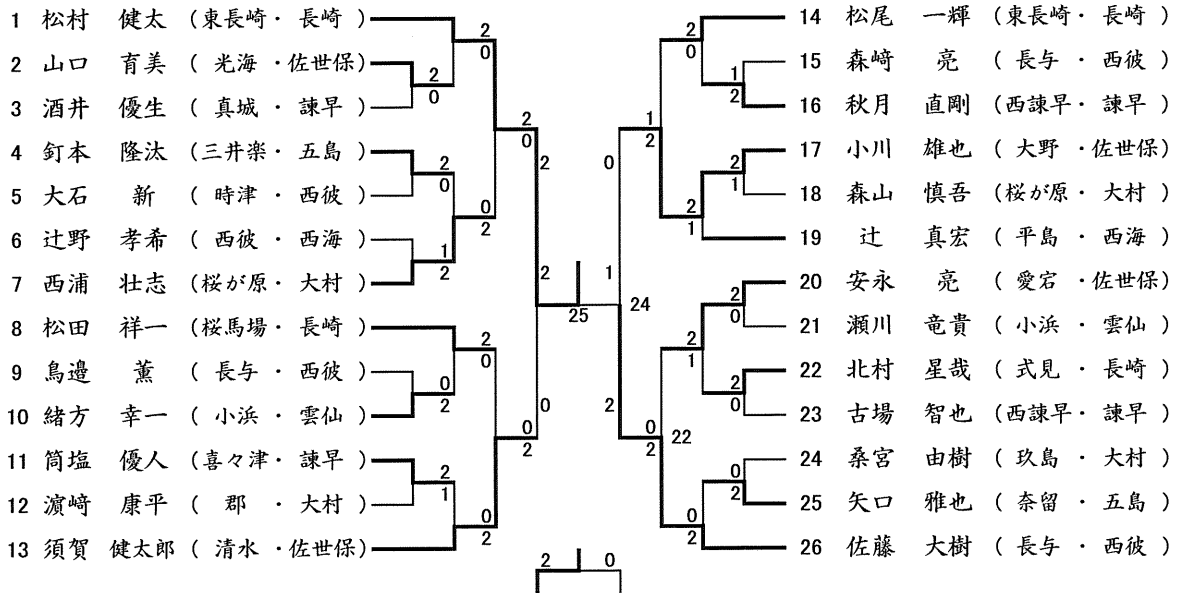 1 松村 健太 (東長崎・ 長崎 )
2 山口 育美 ( 光海 ・佐世保)
3 酒井 優生 ( 真城 ・ 諫早 )
4 釘本 隆汰 (三井楽・ 五島 )
5 大石 新 ( 時津 ・ 西彼 )
6 辻野 孝希 ( 西彼 ・ 西海 )
7 西浦 壮志 (桜が原・ 大村 )
8 松田 祥一 (桜馬場・ 長崎 )
9 鳥邉 薫 ( 長与 ・ 西彼 )
10 緒方 幸一 ( 小浜 ・ 雲仙 )
11 筒塩 優人 (喜々津・ 諫早 )
12 濵﨑 康平 ( 郡 ・ 大村 )
13 須賀 健太郎 ( 清水 ・佐世保)
2
0
2
0
2
0
2
0
0
2
1
2
2
2
0
0
2
0
0
2
2
1
0
2
2
25
14 松尾 一輝 (東長崎・ 長崎 )
15 森﨑 亮 ( 長与 ・ 西彼 )
16 秋月 直剛 (西諫早・ 諫早 )
17 小川 雄也 ( 大野 ・佐世保)
18 森山 慎吾 (桜が原・ 大村 )
19 辻 真宏 ( 平島 ・ 西海 )
20 安永 亮 ( 愛宕 ・佐世保)
21 瀬川 竜貴 ( 小浜 ・ 雲仙 )
22 北村 星哉 ( 式見 ・ 長崎 )
23 古場 智也 (西諫早・ 諫早 )
24 桑宮 由樹 ( 玖島 ・ 大村 )
25 矢口 雅也 ( 奈留 ・ 五島 )
26 佐藤 大樹 ( 長与 ・ 西彼 )
2
0
1
2
1
2
0
2
1
2
1
1
24
2
0
2
1
2
0
2
0
2
22
0
2
0
2
2 0